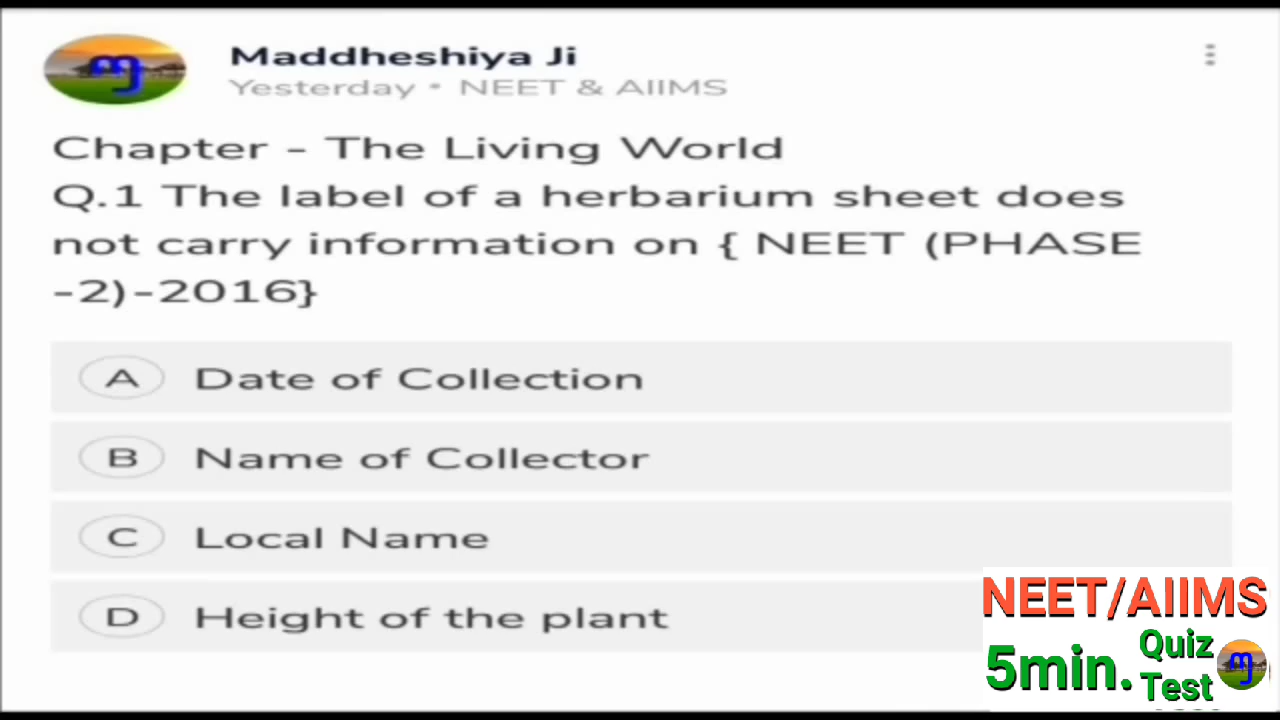 Maddheshiya Ji
Yesterday • NEET & AIIMS
Chapter - The Living World
Q.1 The label of a herbarium sheet does
not carry information on { NEET (PHASE
-2)-2016}
A Date of Collection
B Name of Collector
C Local Name
D Height of the plant
NEET/AIIMS
5min. Quiz
Test